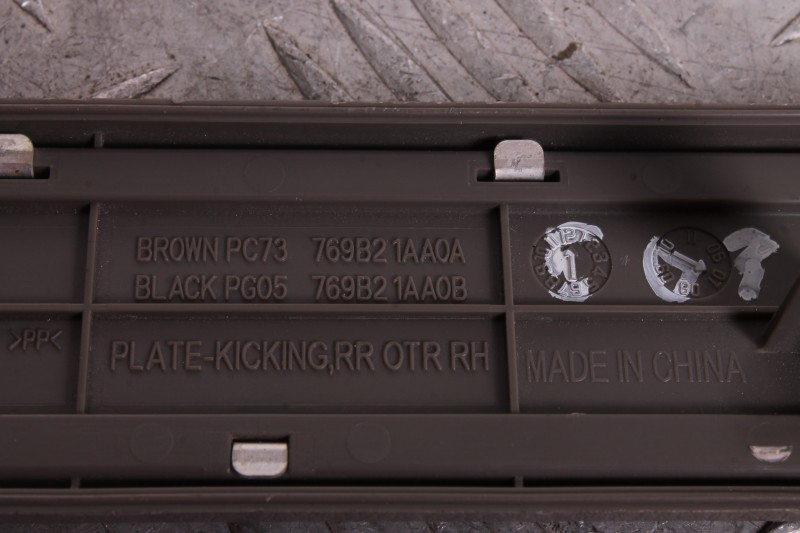 BROWN PC73 769B2 1AA0A
BLACK PG05 769B2 1AA0B
>PP<
PLATE-KICKING,RR OTR RH
MADE IN CHINA